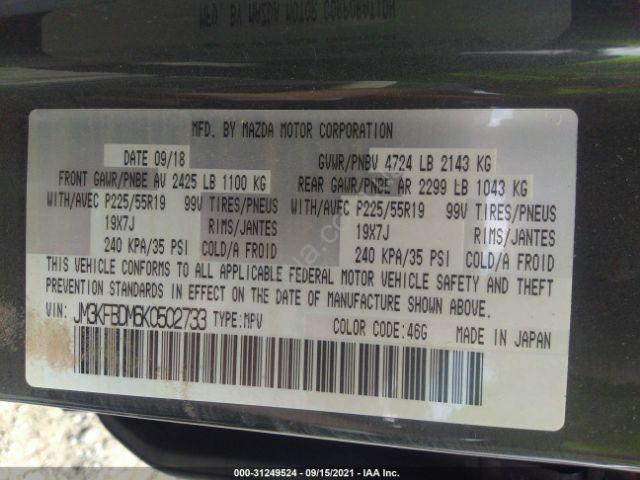 MFD. BY MAZDA MOTOR CORPORATION
MFD. BY MAZDA MOTOR CORPORATION
DATE 09/18 GVWR/PNBV 4724 LB 2143 KG
FRONT GAWR/PNBE AV 2425 LB 1100 KG REAR GAWR/PNBE AR 2299 LB 1043 KG
WITH/AVEC P225/55R19 99V TIRES/PNEUS WITH/AVEC P225/55R19 99V TIRES/PNEUS
19X7J RIMS/JANTES 19X7J RIMS/JANTES
240 KPA/35 PSI COLD/A FROID 240 KPA/35 PSI COLD/A FROID
THIS VEHICLE CONFORMS TO ALL APPLICABLE FEDERAL MOTOR VEHICLE SAFETY AND THEFT
PREVENTION STANDARDS IN EFFECT ON THE DATE OF MANUFACTURE SHOWN ABOVE.
VIN: JM3KFBDM6K0502733 TYPE:MPV COLOR CODE:46G MADE IN JAPAN
000-31249524 - 09/15/2021 - IAA Inc.